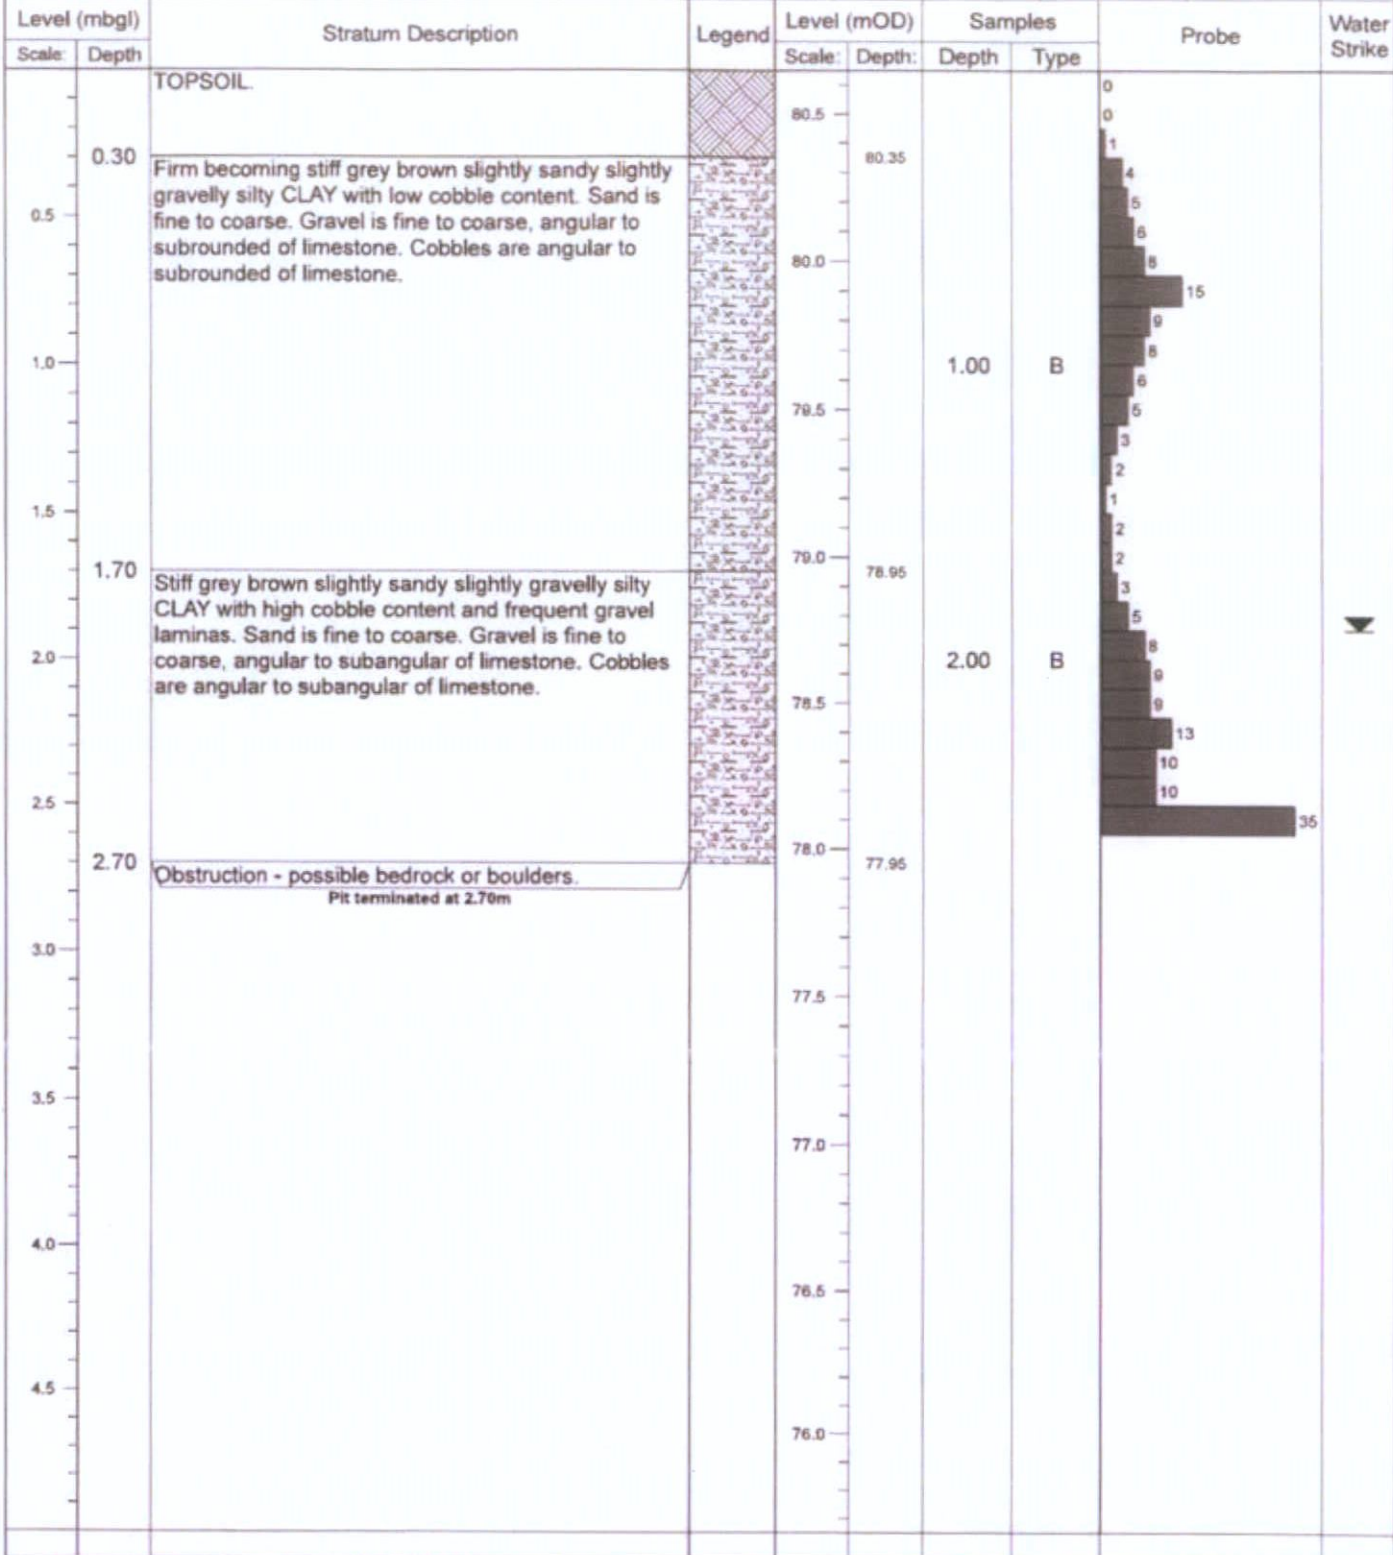 Level (mbgl)
Stratum Description
Legend
Level (mOD)
Samples
Probe
Water
Strike
Scale:
Depth
Scale:
Depth:
Depth
Type
TOPSOIL.
0
80.5
0
1
0.30
80.35
Firm becoming stiff grey brown slightly sandy slightly
4
gravelly silty CLAY with low cobble content. Sand is
5
0.5
fine to coarse. Gravel is fine to coarse, angular to
6
subrounded of limestone. Cobbles are angular to
80.0
8
subrounded of limestone.
15
9
8
1.0
1.00
B
6
79.5
5
3
2
1
1.5
2
79.0
2
1.70
78.95
Stiff grey brown slightly sandy slightly gravelly silty
3
CLAY with high cobble content and frequent gravel
5
laminas. Sand is fine to coarse. Gravel is fine to
8
2.0
coarse, angular to subangular of limestone. Cobbles
2.00
B
9
are angular to subangular of limestone.
78.5
9
13
10
10
2.5
35
78.0
2.70
77.95
Obstruction - possible bedrock or boulders.
Pit terminated at 2.70m
3.0
77.5
3.5
77.0
4.0
76.5
4.5
76.0